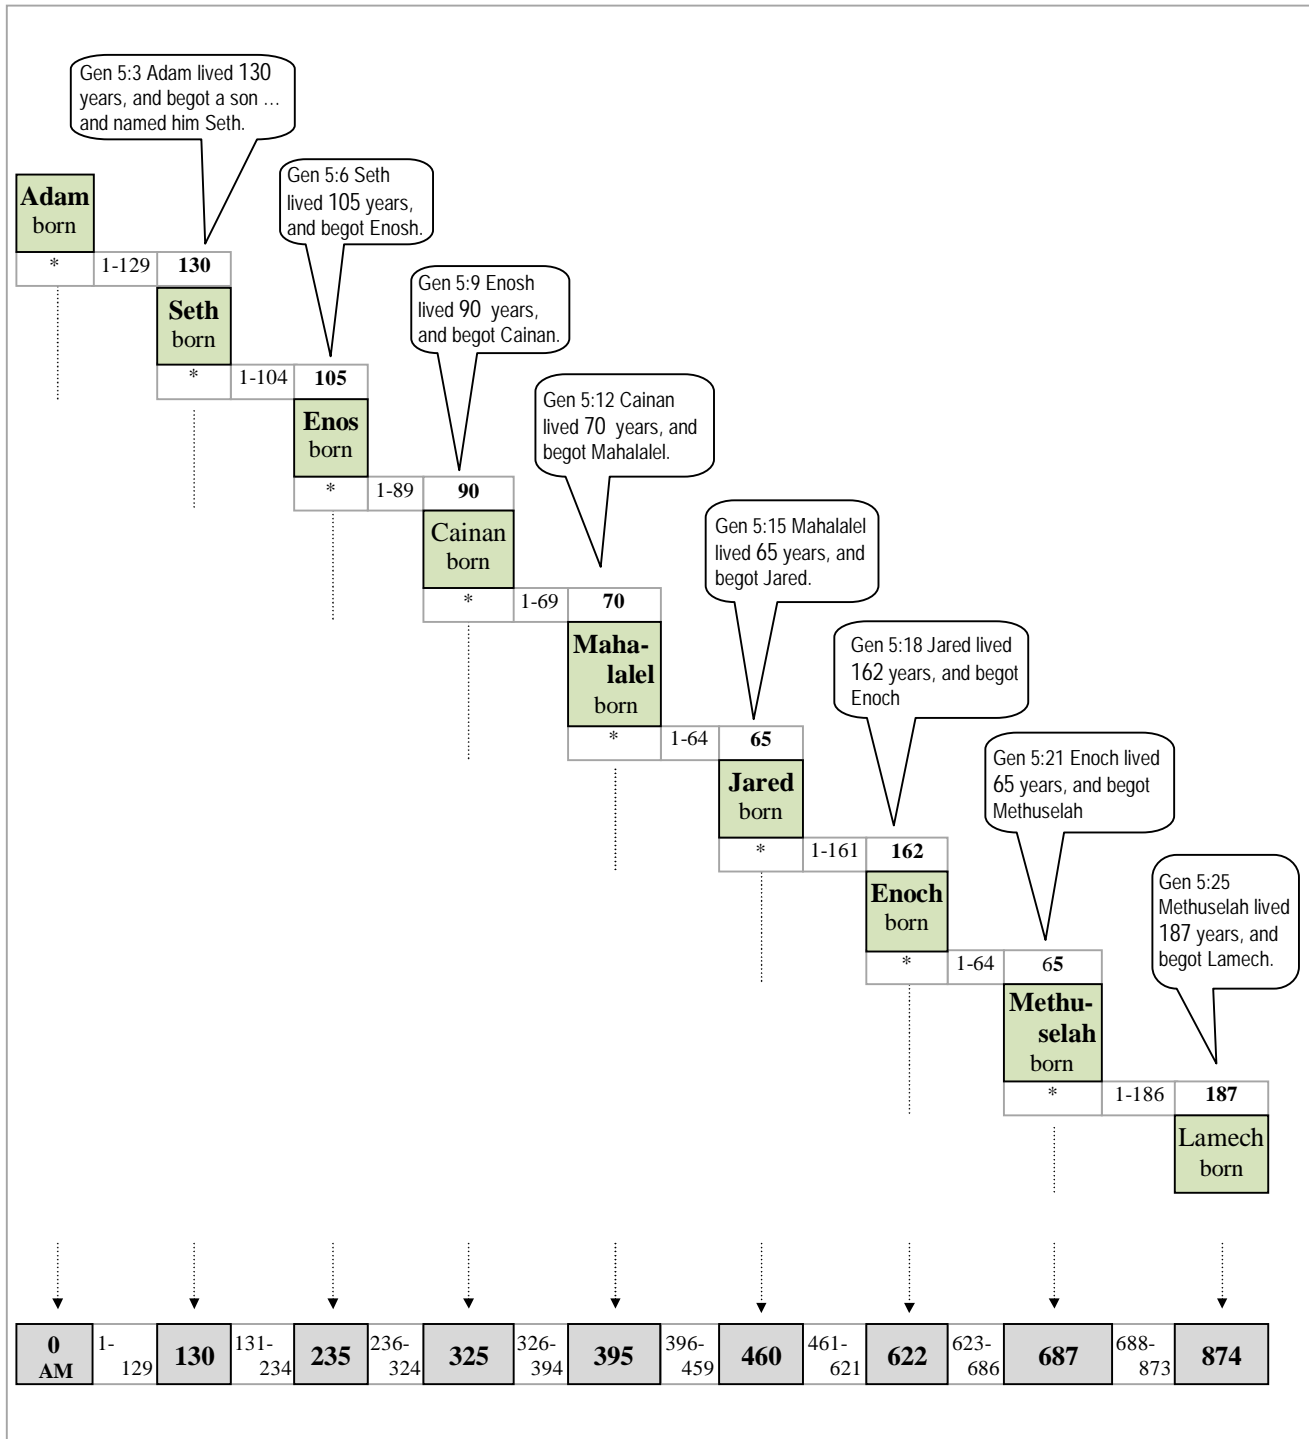 Gen 5:3 Adam lived 130
years, and begot a son …
and named him Seth.
Adam
born
* 1-129 130
Gen 5:6 Seth
lived 105 years,
and begot Enosh.
Seth
born
* 1-104 105
Gen 5:9 Enosh
lived 90 years,
and begot Cainan.
Enos
born
* 1-89 90
Gen 5:12 Cainan
lived 70 years, and
begot Mahalalel.
Cainan
born
* 1-69 70
Gen 5:15 Mahalalel
lived 65 years, and
begot Jared.
Maha-
lalel
born
* 1-64 65
Gen 5:18 Jared lived
162 years, and begot
Enoch
Jared
born
* 1-161 162
Gen 5:21 Enoch lived
65 years, and begot
Methuselah
Enoch
born
* 1-64 65
Gen 5:25
Methuselah lived
187 years, and
begot Lamech.
Methu-
selah
born
* 1-186 187
Lamech
born
0
AM
1-
129
130
131-
234
235
236-
324
325
326-
394
395
396-
459
460
461-
621
622
623-
686
687
688-
873
874